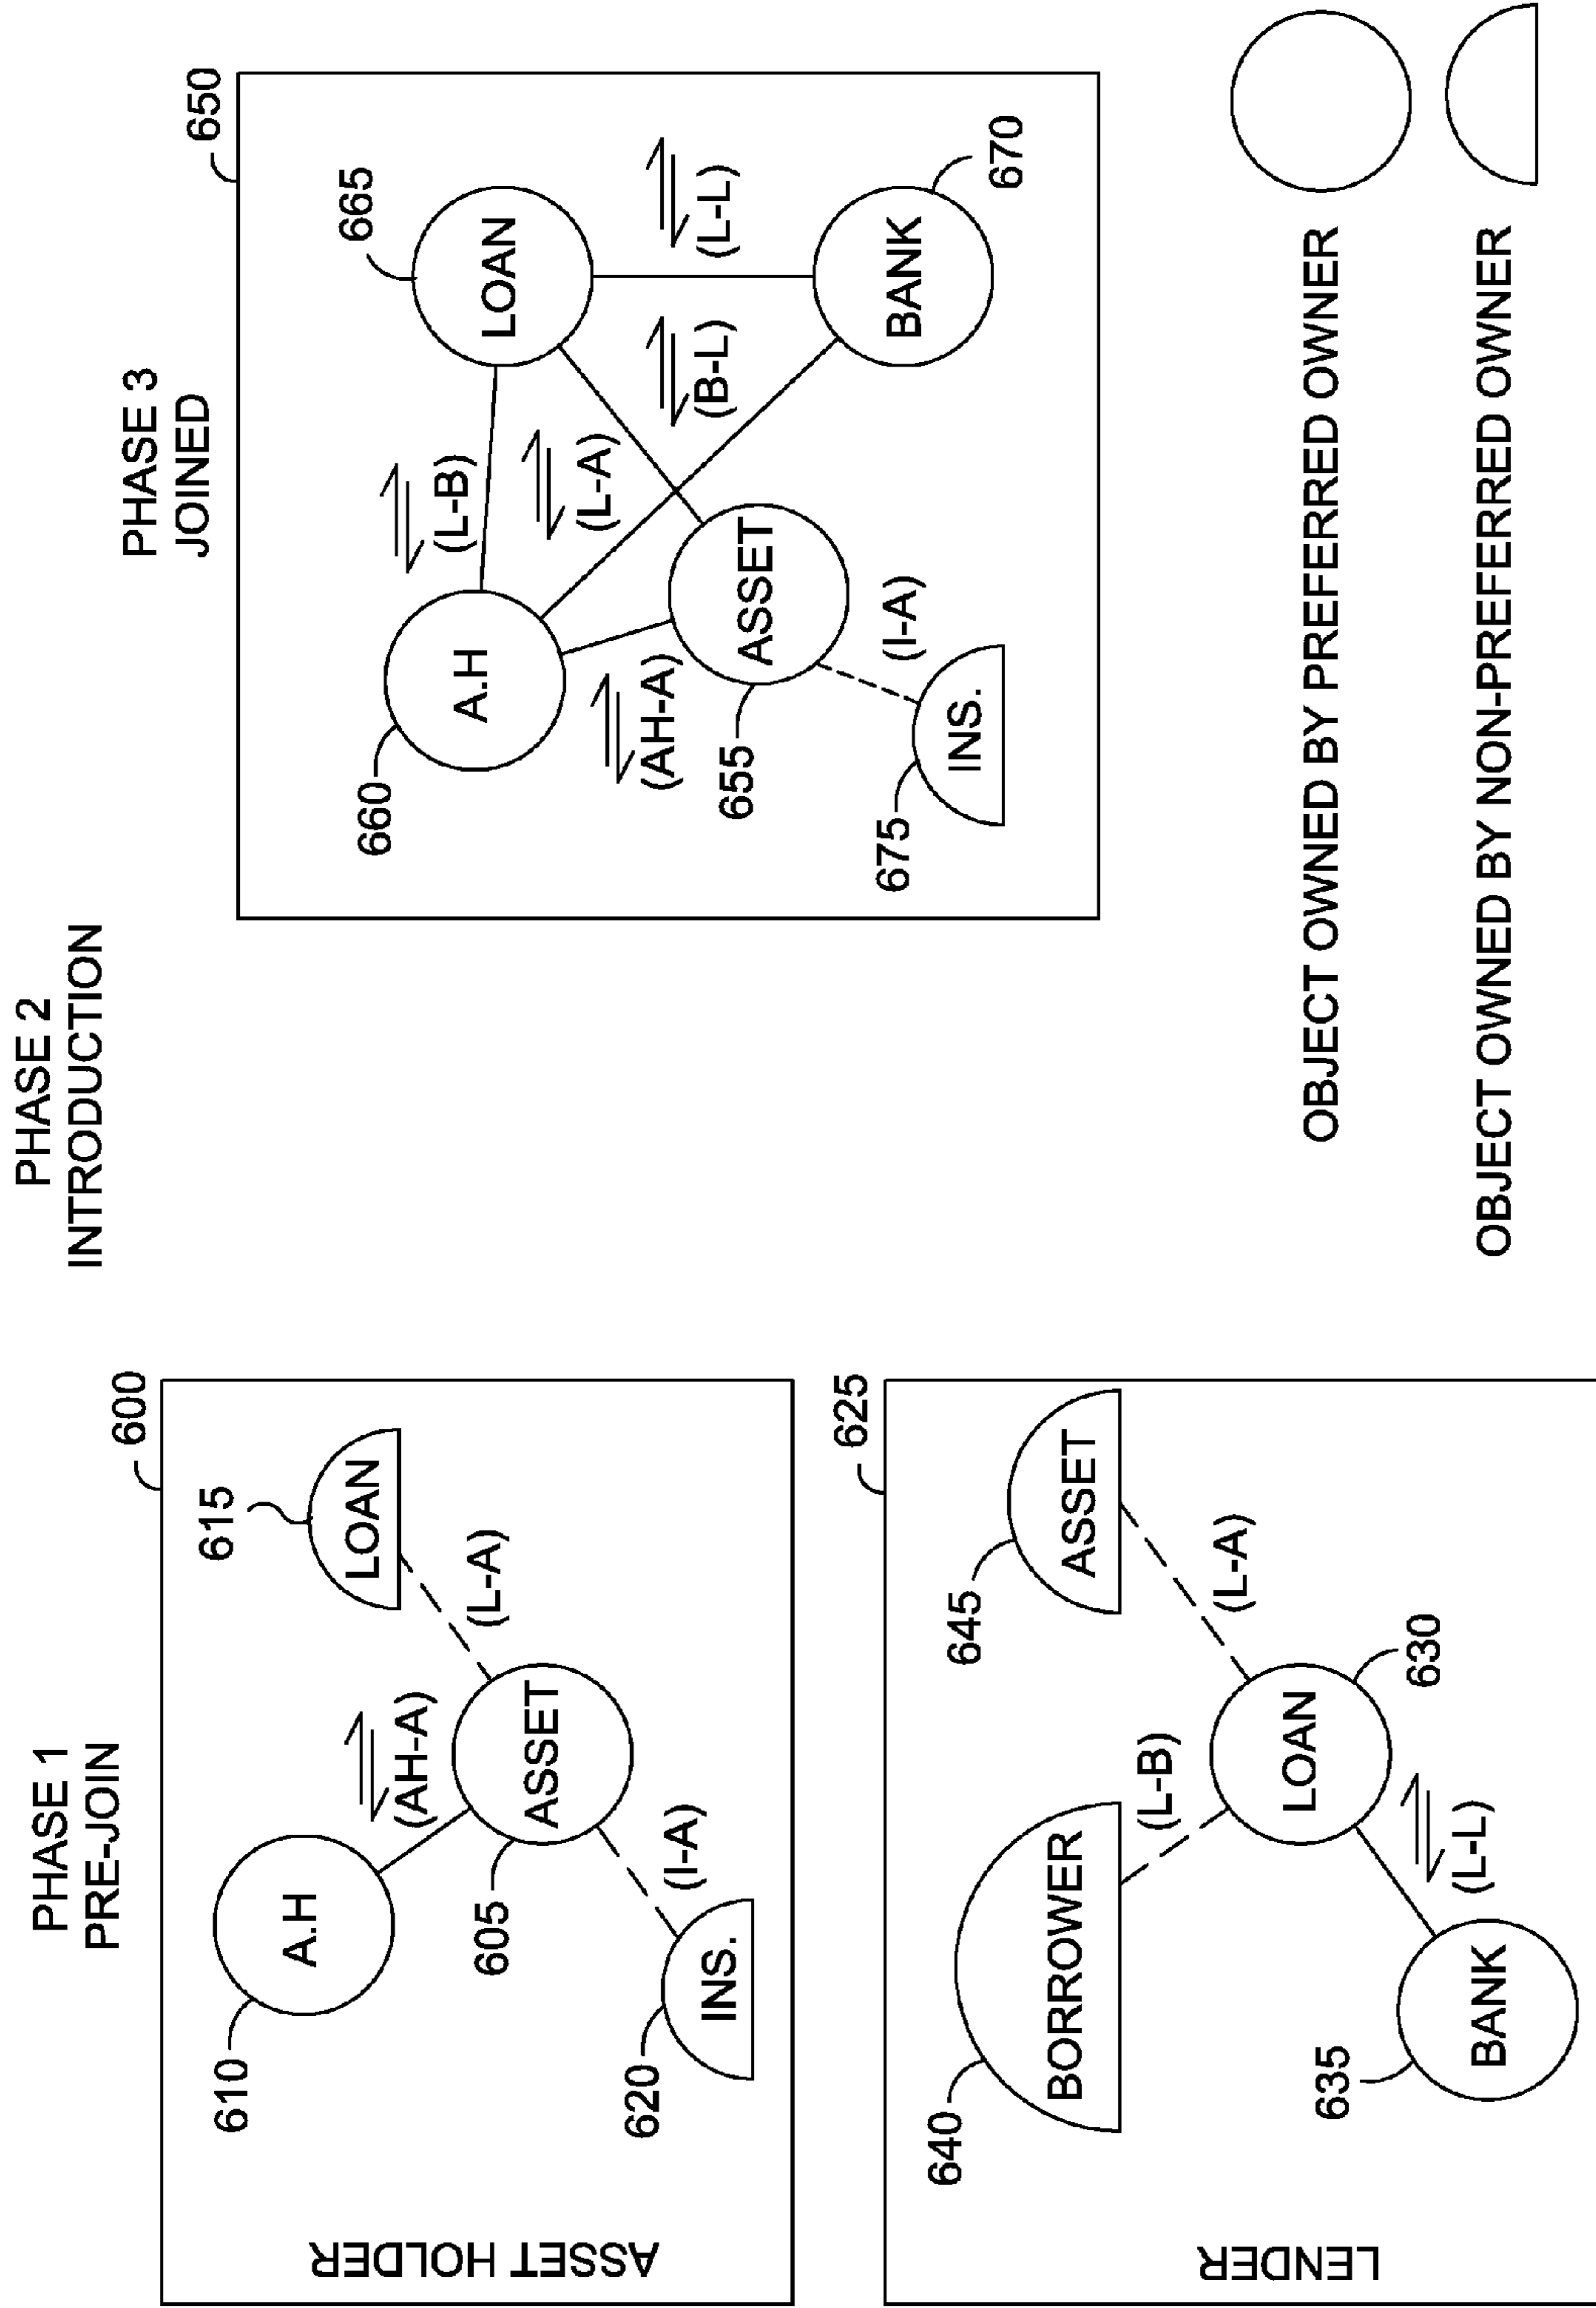 PHASE 1
PRE-JOIN
600
ASSET HOLDER
610
A.H
(AH-A)
615
LOAN
(L-A)
605
ASSET
620
INS.
(I-A)
625
LENDER
640
BORROWER
(L-B)
645
ASSET
(L-A)
LOAN
630
635
BANK
(L-L)
PHASE 2
INTRODUCTION
PHASE 3
JOINED
650
660
A.H
(L-B)
665
LOAN
(L-A)
(AH-A)
(B-L)
(L-L)
655
ASSET
675
INS.
(I-A)
BANK
670
OBJECT OWNED BY PREFERRED OWNER
OBJECT OWNED BY NON-PREFERRED OWNER